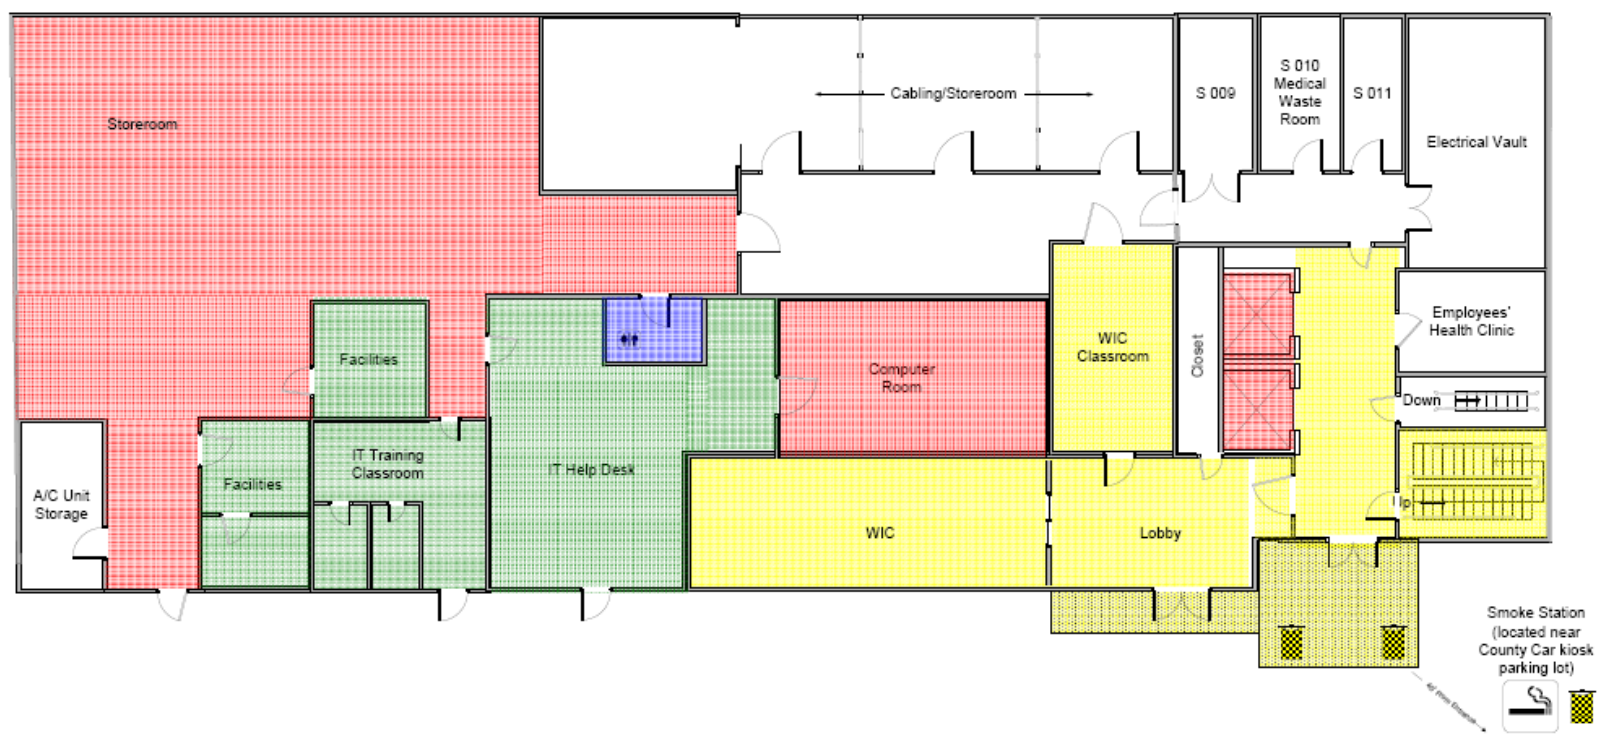 Storeroom
Cabling/Storeroom
S 009
S 010
Medical
Waste
Room
S 011
Electrical Vault
Facilities
Computer
Room
WIC
Classroom
Closet
Employees'
Health Clinic
Down
A/C Unit
Storage
Facilities
IT Training
Classroom
IT Help Desk
WIC
Lobby
Up
Smoke Station
(located near
County Car kiosk
parking lot)
from Entrance